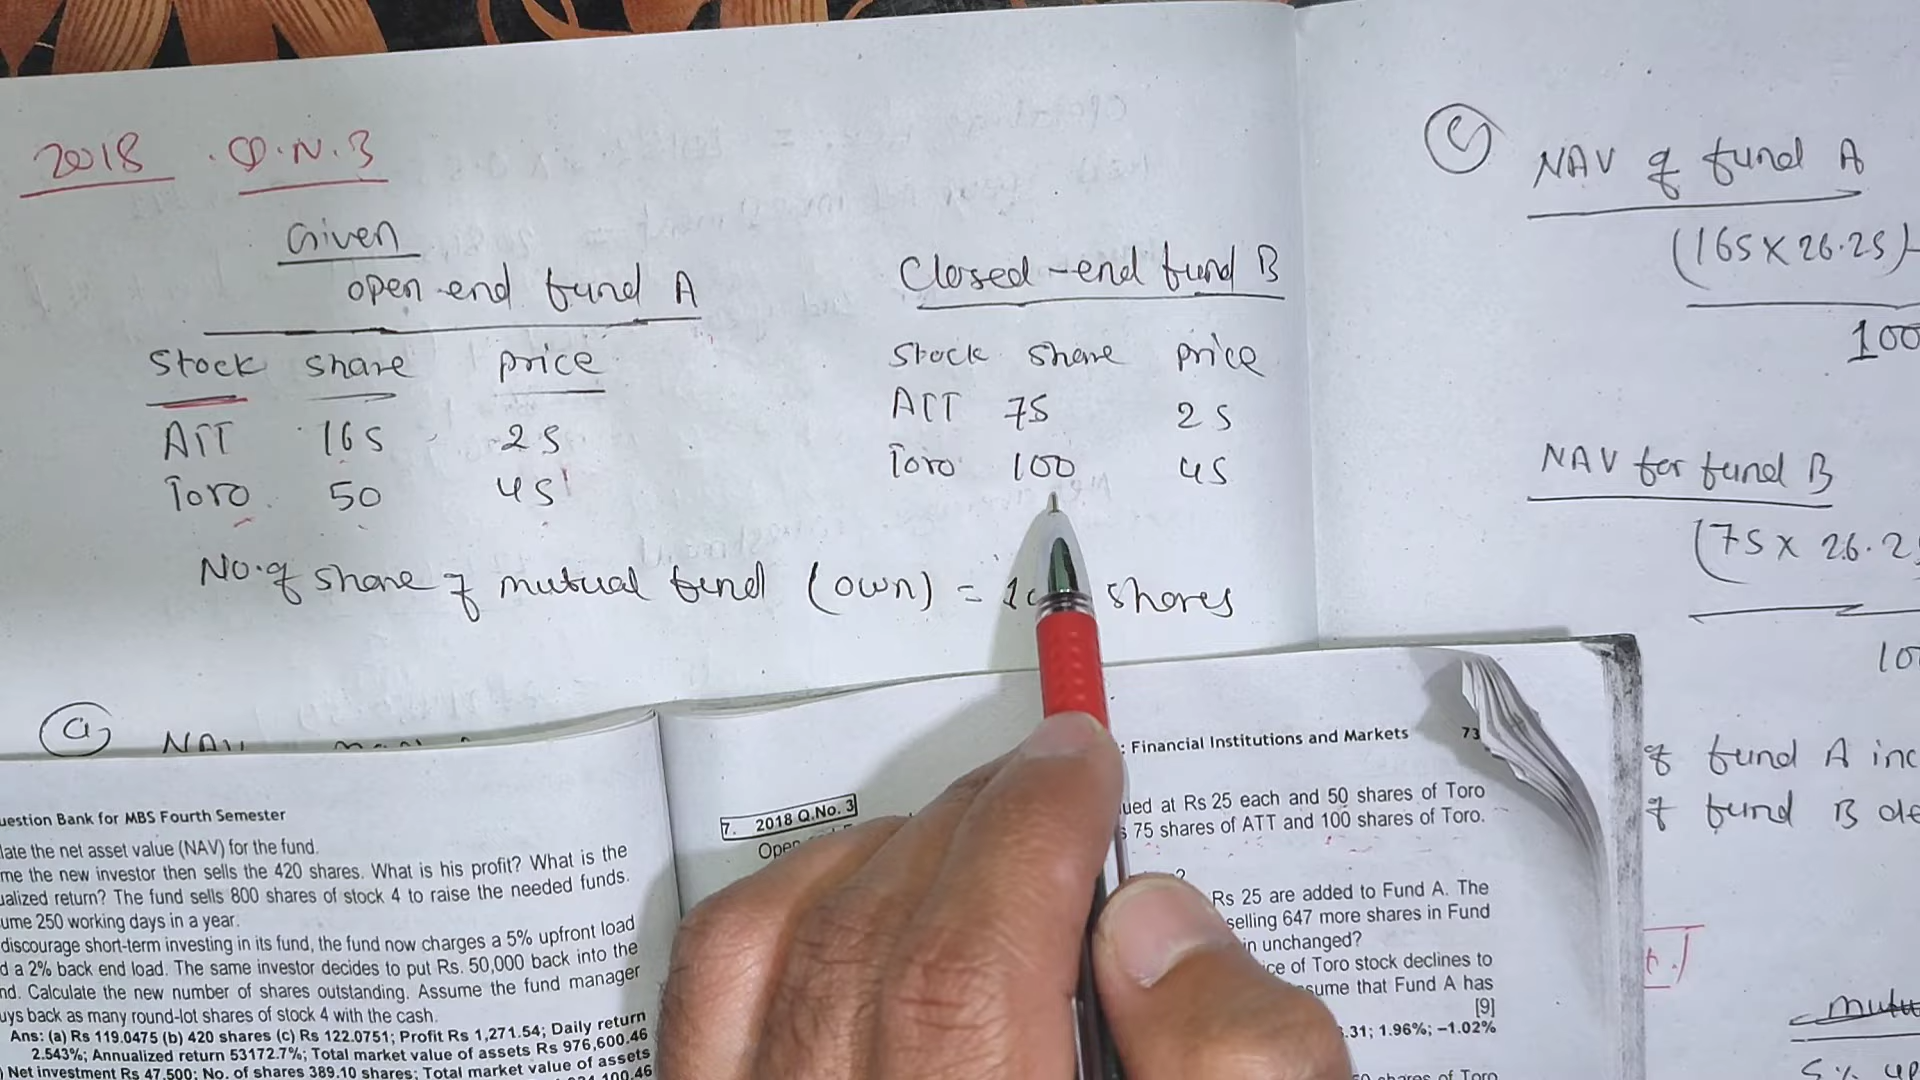 2018 Q.N.3
Given
open-end fund A
Stock share price
ATT 165 25
Toro 50 45
Closed-end fund B
Stock share price
ATT 75 25
Toro 100 45
No. of share of mutual fund (own) = shares
(a) NAV
(c) NAV of fund A
(165 x 26.25)
100
NAV for fund B
(75 x 26.2
10
of fund A inc
of fund B de
5% up
uestion Bank for MBS Fourth Semester
late the net asset value (NAV) for the fund.
me the new investor then sells the 420 shares. What is his profit? What is the
ualized return? The fund sells 800 shares of stock 4 to raise the needed funds.
ume 250 working days in a year.
discourage short-term investing in its fund, the fund now charges a 5% upfront load
d a 2% back end load. The same investor decides to put Rs. 50,000 back into the
nd. Calculate the new number of shares outstanding. Assume the fund manager
uys back as many round-lot shares of stock 4 with the cash.
Ans: (a) Rs 119.0475 (b) 420 shares (c) Rs 122.0751; Profit Rs 1,271.54; Daily return
2.543%; Annualized return 53172.7%; Total market value of assets Rs 976,600.46
) Net investment Rs 47,500; No. of shares 389.10 shares; Total market value of assets
100.46
: Financial Institutions and Markets 73
7. 2018 Q.No. 3
Open
ued at Rs 25 each and 50 shares of Toro
s 75 shares of ATT and 100 shares of Toro.
?
Rs 25 are added to Fund A. The
selling 647 more shares in Fund
in unchanged?
ice of Toro stock declines to
sume that Fund A has
[9]
.31; 1.96%; –1.02%
shares of Toro